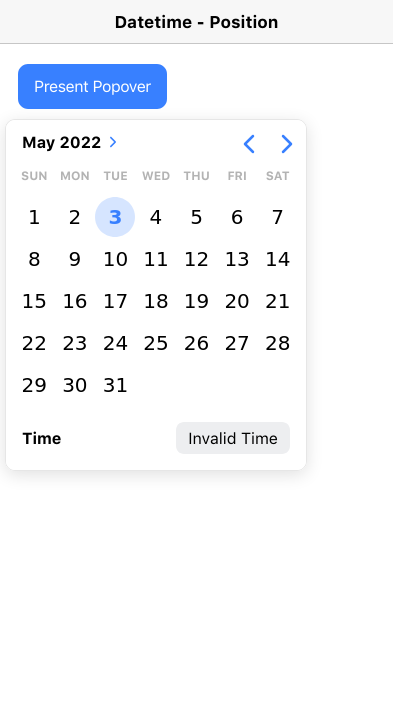 Datetime - Position
Present Popover
May 2022
SUN MON TUE WED THU FRI SAT
1 2 3 4 5 6 7
8 9 10 11 12 13 14
15 16 17 18 19 20 21
22 23 24 25 26 27 28
29 30 31
Time Invalid Time